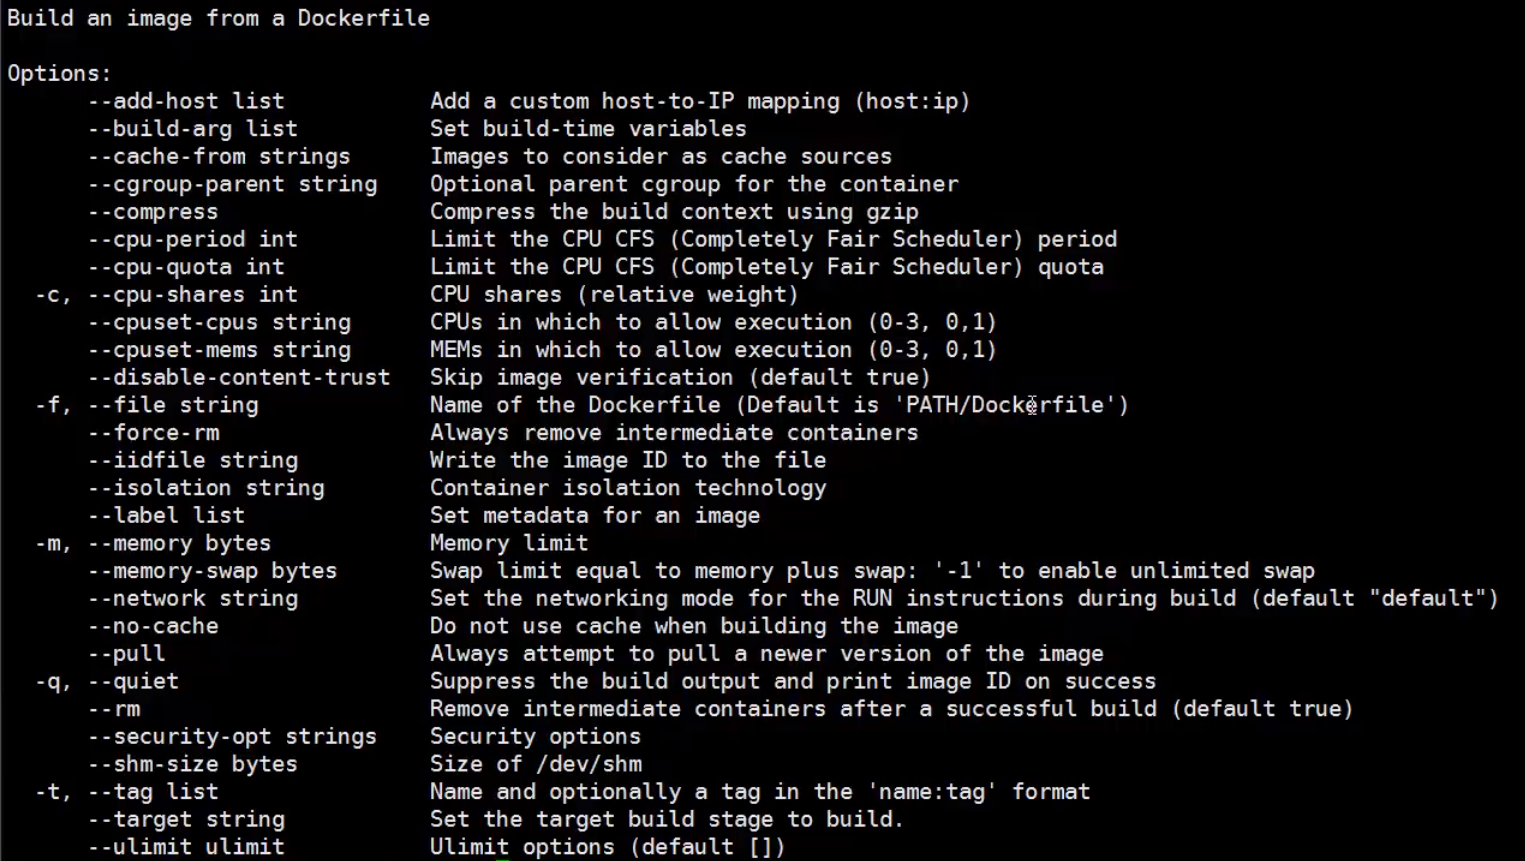 Build an image from a Dockerfile
Options:
--add-host list Add a custom host-to-IP mapping (host:ip)
--build-arg list Set build-time variables
--cache-from strings Images to consider as cache sources
--cgroup-parent string Optional parent cgroup for the container
--compress Compress the build context using gzip
--cpu-period int Limit the CPU CFS (Completely Fair Scheduler) period
--cpu-quota int Limit the CPU CFS (Completely Fair Scheduler) quota
-c, --cpu-shares int CPU shares (relative weight)
--cpuset-cpus string CPUs in which to allow execution (0-3, 0,1)
--cpuset-mems string MEMs in which to allow execution (0-3, 0,1)
--disable-content-trust Skip image verification (default true)
-f, --file string Name of the Dockerfile (Default is 'PATH/Dockerfile')
--force-rm Always remove intermediate containers
--iidfile string Write the image ID to the file
--isolation string Container isolation technology
--label list Set metadata for an image
-m, --memory bytes Memory limit
--memory-swap bytes Swap limit equal to memory plus swap: '-1' to enable unlimited swap
--network string Set the networking mode for the RUN instructions during build (default "default")
--no-cache Do not use cache when building the image
--pull Always attempt to pull a newer version of the image
-q, --quiet Suppress the build output and print image ID on success
--rm Remove intermediate containers after a successful build (default true)
--security-opt strings Security options
--shm-size bytes Size of /dev/shm
-t, --tag list Name and optionally a tag in the 'name:tag' format
--target string Set the target build stage to build.
--ulimit ulimit Ulimit options (default [])